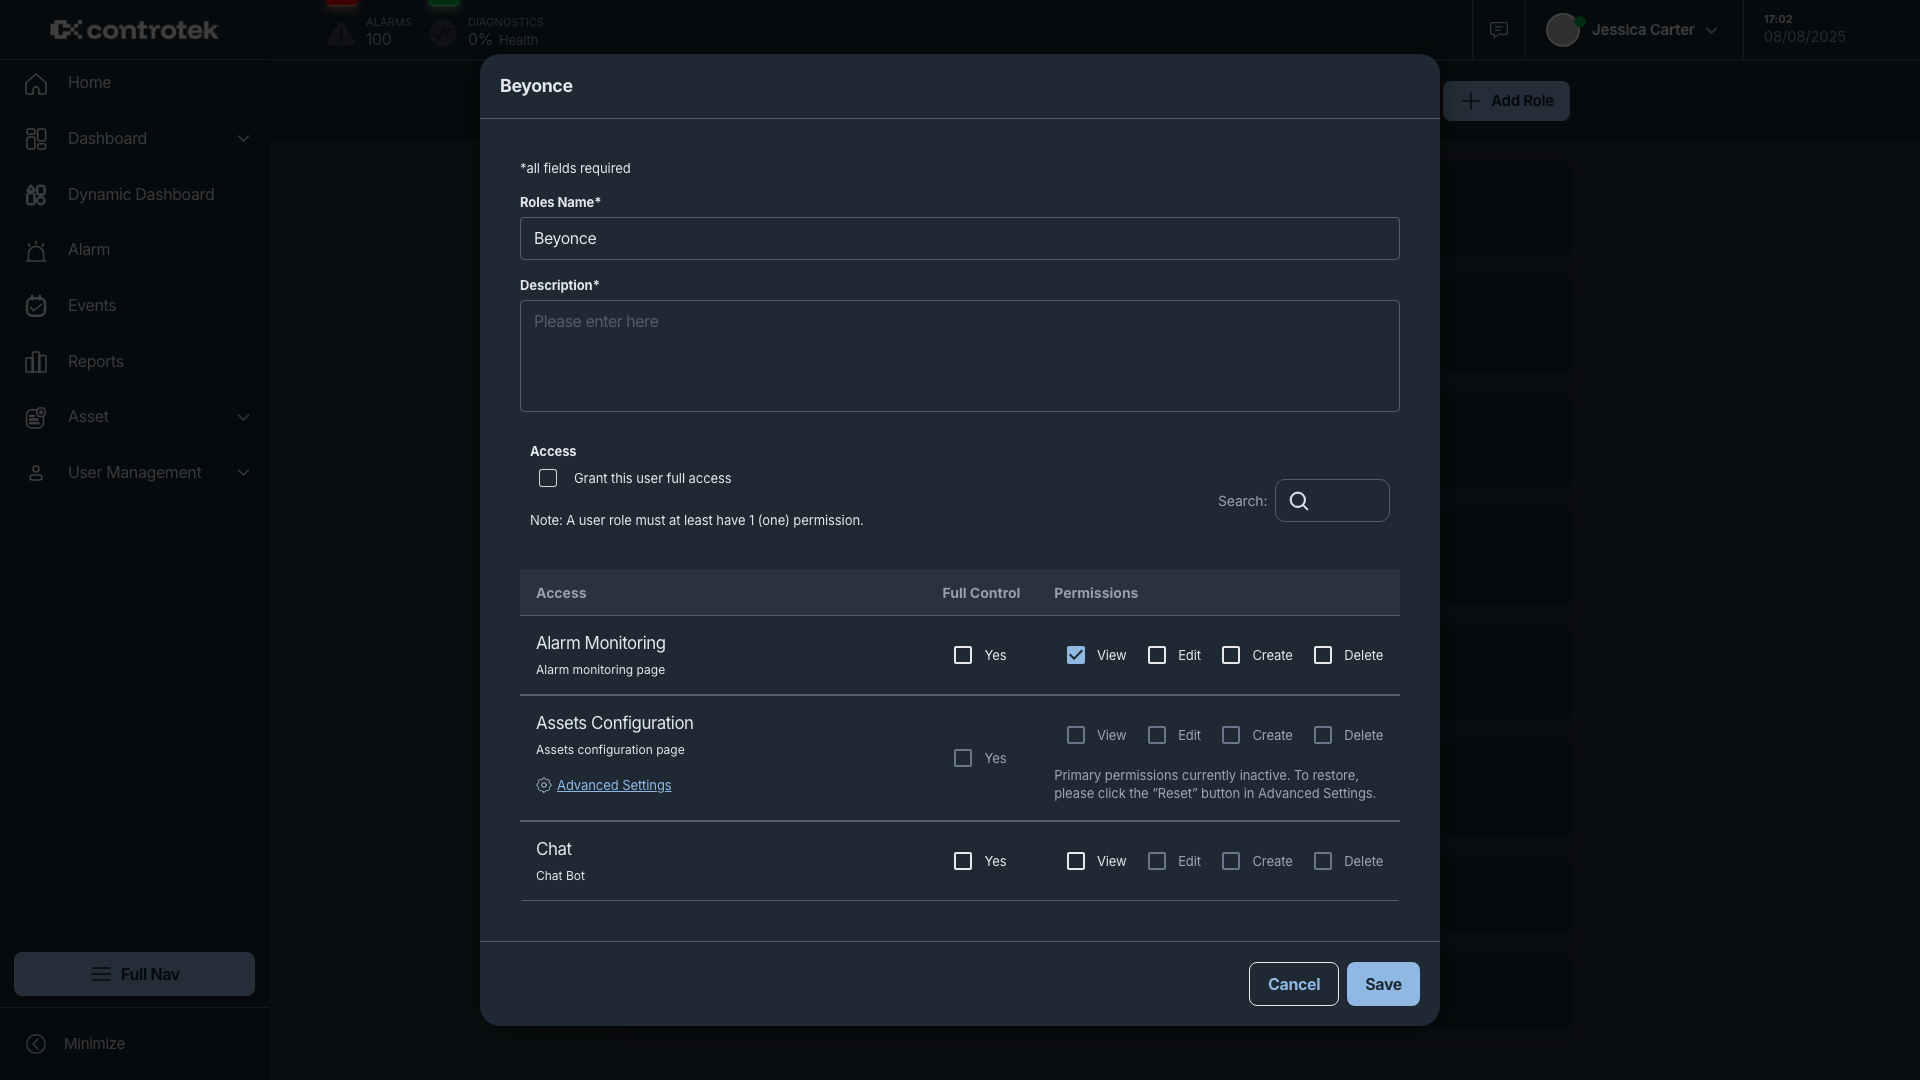 controtek
ALARMS
100
DIAGNOSTICS
0% Health
Jessica Carter
17:02
08/08/2025
Home
Dashboard
Dynamic Dashboard
Alarm
Events
Reports
Asset
User Management
Full Nav
Minimize
Add Role
Beyonce
*all fields required
Roles Name*
Beyonce
Description*
Please enter here
Access
Grant this user full access
Note: A user role must at least have 1 (one) permission.
Search:
Access Full Control Permissions
Alarm Monitoring
Alarm monitoring page
Yes View Edit Create Delete
Assets Configuration
Assets configuration page
Advanced Settings
Yes
View Edit Create Delete
Primary permissions currently inactive. To restore,
please click the “Reset” button in Advanced Settings.
Chat
Chat Bot
Yes View Edit Create Delete
Cancel Save